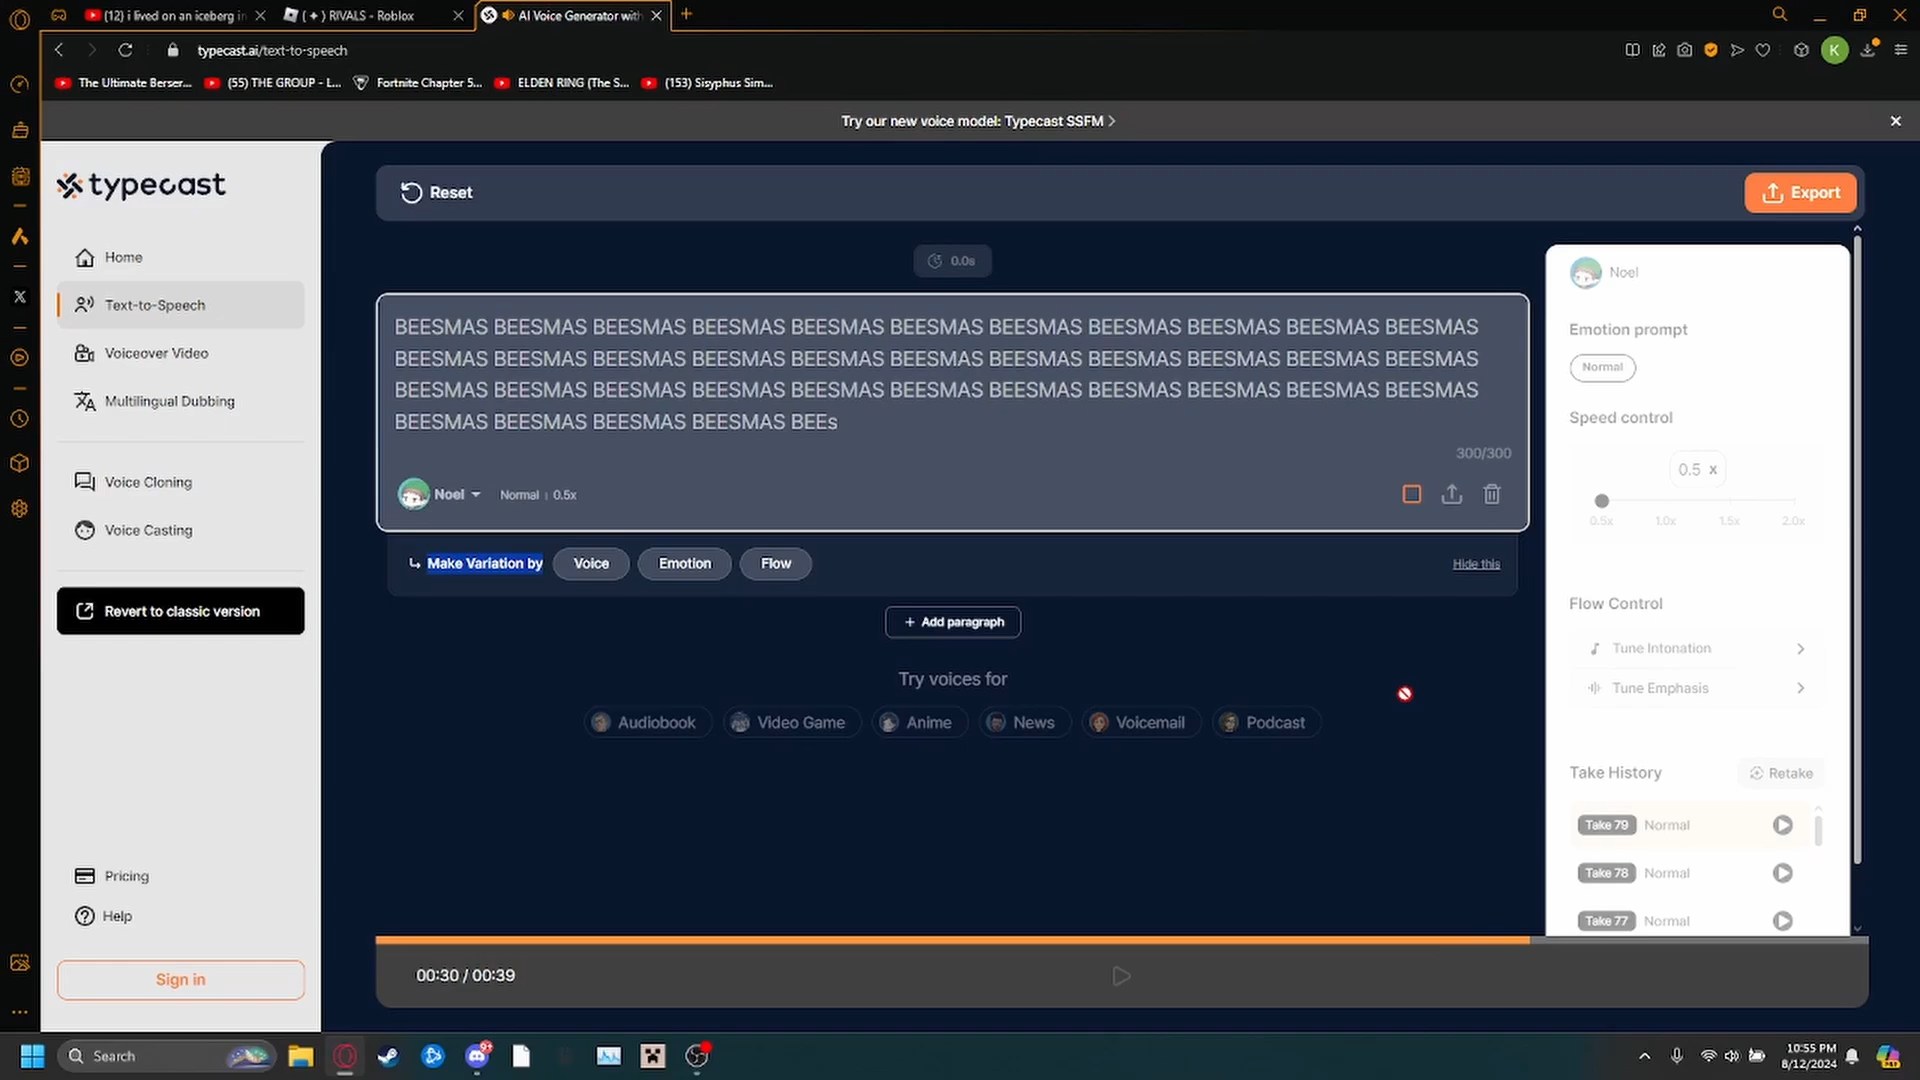 (12) i lived on an iceberg in
( ✦ ) RIVALS - Roblox
AI Voice Generator with
typecast.ai/text-to-speech
K
The Ultimate Berser...
(55) THE GROUP - L...
Fortnite Chapter 5...
ELDEN RING (The S...
(153) Sisyphus Sim...
Try our new voice model: Typecast SSFM >
typecast
Home
Text-to-Speech
Voiceover Video
Multilingual Dubbing
Voice Cloning
Voice Casting
Revert to classic version
Pricing
Help
Sign in
Reset
Export
0.0s
BEESMAS BEESMAS BEESMAS BEESMAS BEESMAS BEESMAS BEESMAS BEESMAS BEESMAS BEESMAS BEESMAS
BEESMAS BEESMAS BEESMAS BEESMAS BEESMAS BEESMAS BEESMAS BEESMAS BEESMAS BEESMAS BEESMAS
BEESMAS BEESMAS BEESMAS BEESMAS BEESMAS BEESMAS BEESMAS BEESMAS BEESMAS BEESMAS BEESMAS
BEESMAS BEESMAS BEESMAS BEESMAS BEEs
300/300
Noel
Normal | 0.5x
Make Variation by
Voice
Emotion
Flow
Hide this
+ Add paragraph
Try voices for
Audiobook
Video Game
Anime
News
Voicemail
Podcast
Noel
Emotion prompt
Normal
Speed control
0.5 x
0.5x 1.0x 1.5x 2.0x
Flow Control
Tune Intonation
Tune Emphasis
Take History
Retake
Take 79 Normal
Take 78 Normal
Take 77 Normal
00:30 / 00:39
Search
9+
10:55 PM
8/12/2024